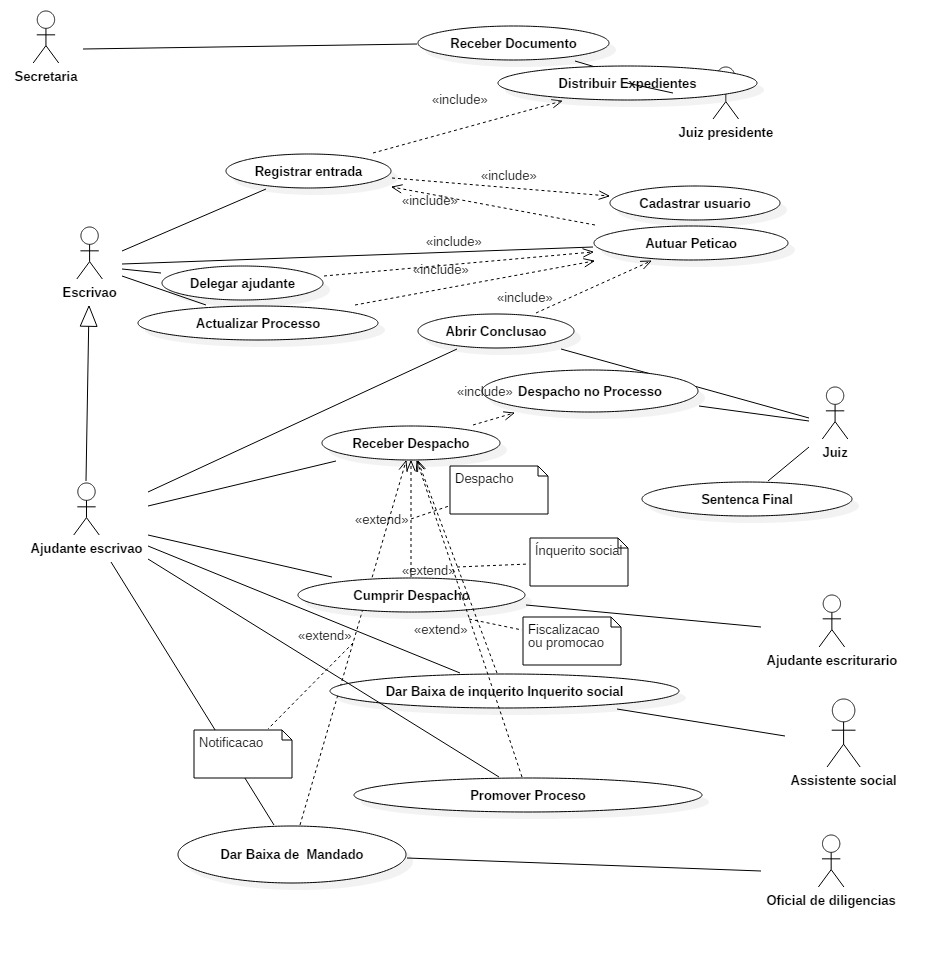 Receber Documento
Secretaria
Distribuir Expedientes
«include»
Juiz presidente
Registrar entrada
«include»
«include»
Cadastrar usuario
«include»
Autuar Peticao
«include»
Delegar ajudante
Escrivao
«include»
Actualizar Processo
Abrir Conclusao
«include»
Despacho no Processo
Receber Despacho
Juiz
Despacho
Sentenca Final
«extend»
Ajudante escrivao
Ínquerito social
«extend»
Cumprir Despacho
«extend»
Fiscalizacao
ou promocao
«extend»
Ajudante escriturario
Dar Baixa de inquerito Inquerito social
Notificacao
Assistente social
Promover Proceso
Dar Baixa de  Mandado
Oficial de diligencias